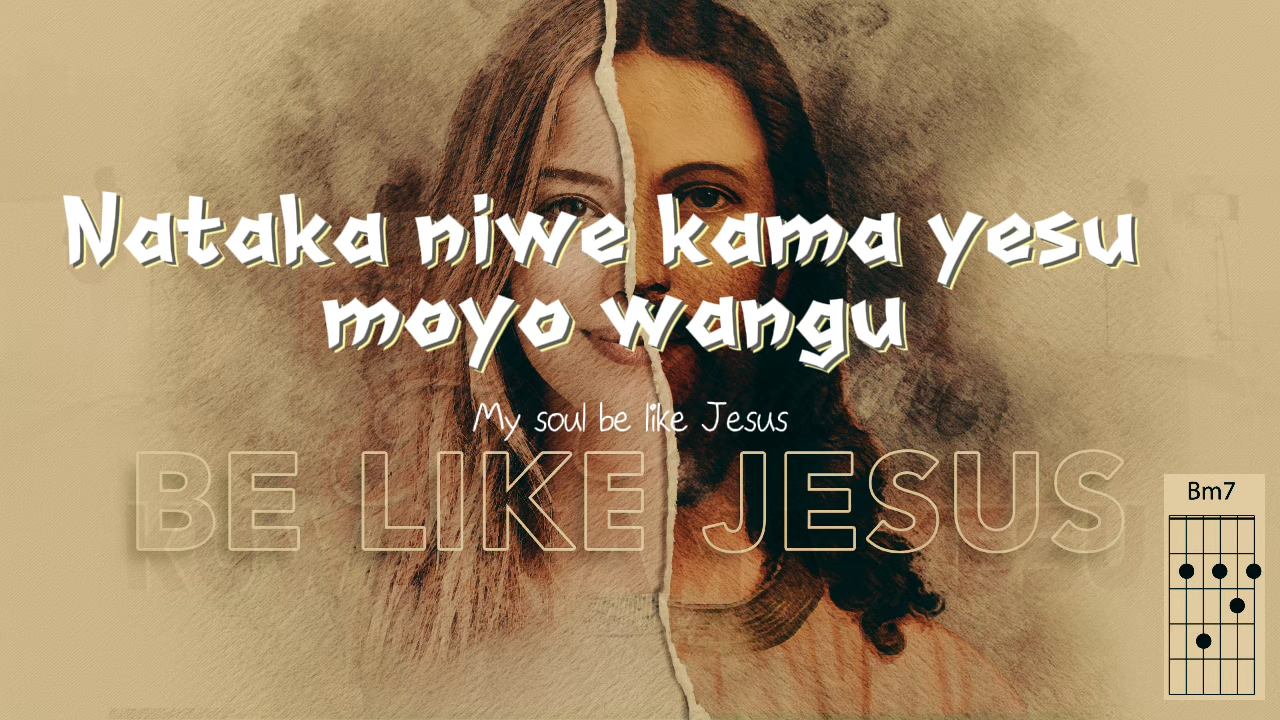 Nataka niwe kama yesu
moyo wangu
My soul be like Jesus
BE LIKE JESUS
Bm7